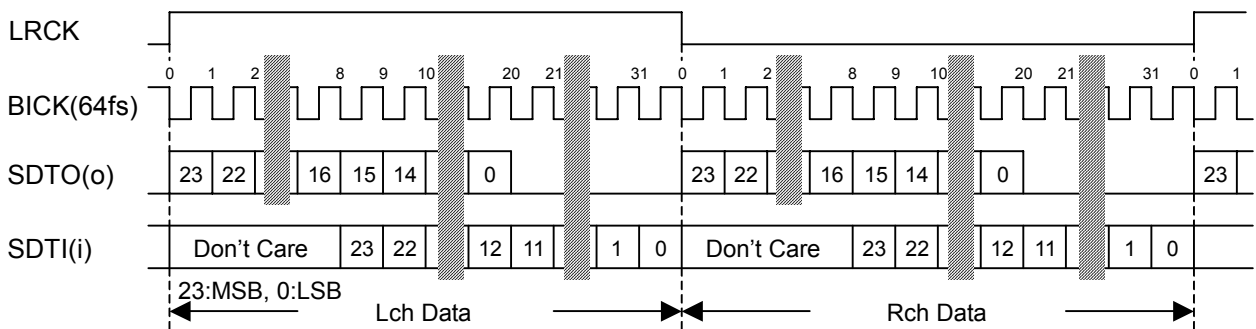 LRCK
0 1 2 8 9 10 20 21 31 0 1 2 8 9 10 20 21 31 0 1
BICK(64fs)
SDTO(o) 23 22 16 15 14 0 23 22 16 15 14 0 23
SDTI(i) Don't Care 23 22 12 11 1 0 Don't Care 23 22 12 11 1 0
23:MSB, 0:LSB
Lch Data Rch Data